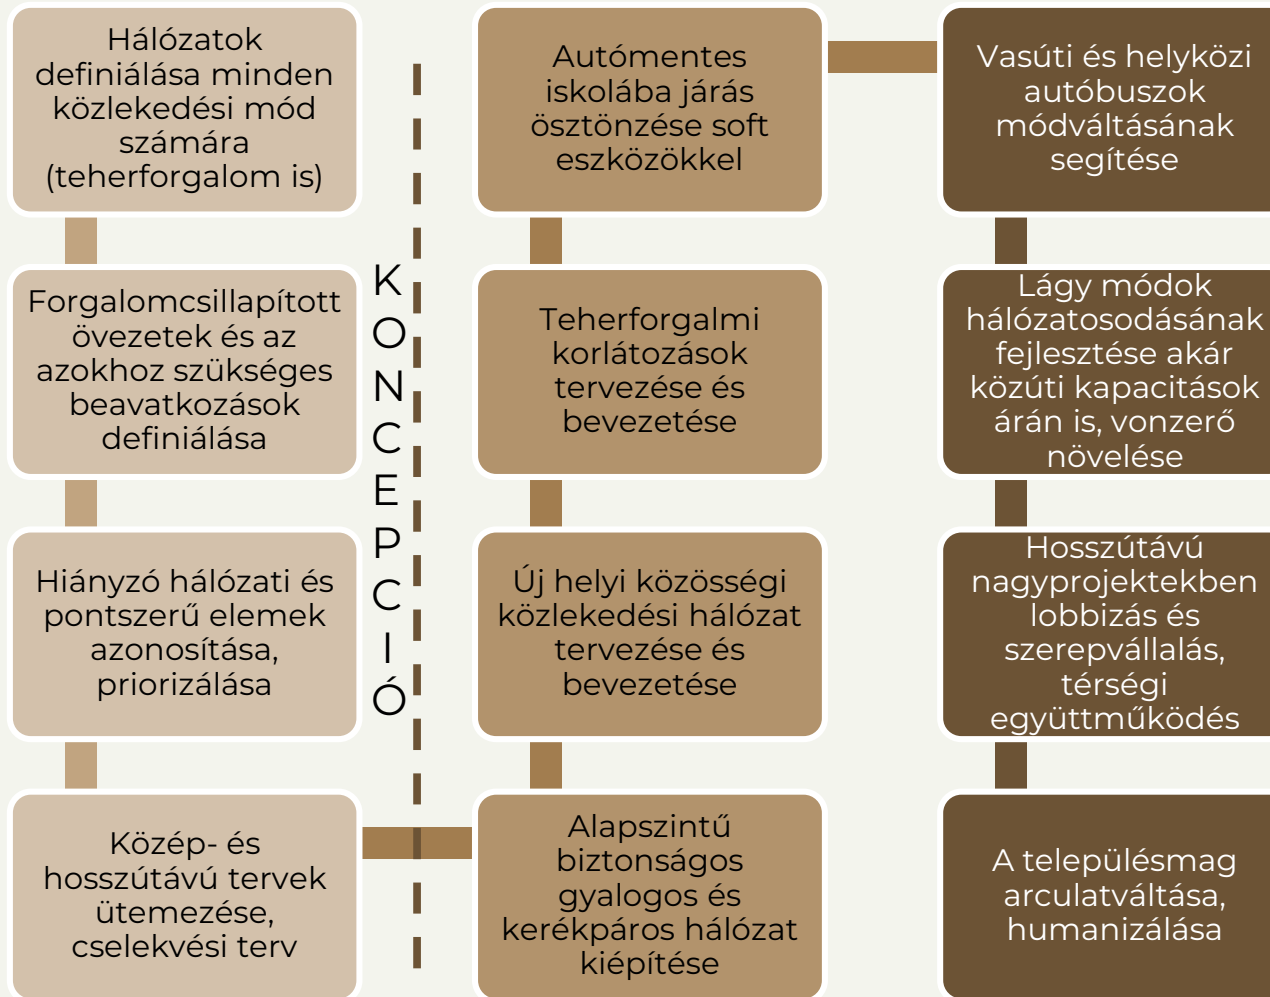 Hálózatok
definiálása minden
közlekedési mód
számára
(teherforgalom is)
Forgalomcsillapított
övezetek és az
azokhoz szükséges
beavatkozások
definiálása
Hiányzó hálózati és
pontszerű elemek
azonosítása,
priorizálása
Közép- és
hosszútávú tervek
ütemezése,
cselekvési terv
KONCEPCIÓ
Autómentes
iskolába járás
ösztönzése soft
eszközökkel
Teherforgalmi
korlátozások
tervezése és
bevezetése
Új helyi közösségi
közlekedési hálózat
tervezése és
bevezetése
Alapszintű
biztonságos
gyalogos és
kerékpáros hálózat
kiépítése
Vasúti és helyközi
autóbuszok
módváltásának
segítése
Lágy módok
hálózatosodásának
fejlesztése akár
közúti kapacitások
árán is, vonzerő
növelése
Hosszútávú
nagyprojektekben
lobbizás és
szerepvállalás,
térségi
együttműködés
A településmag
arculatváltása,
humanizálása